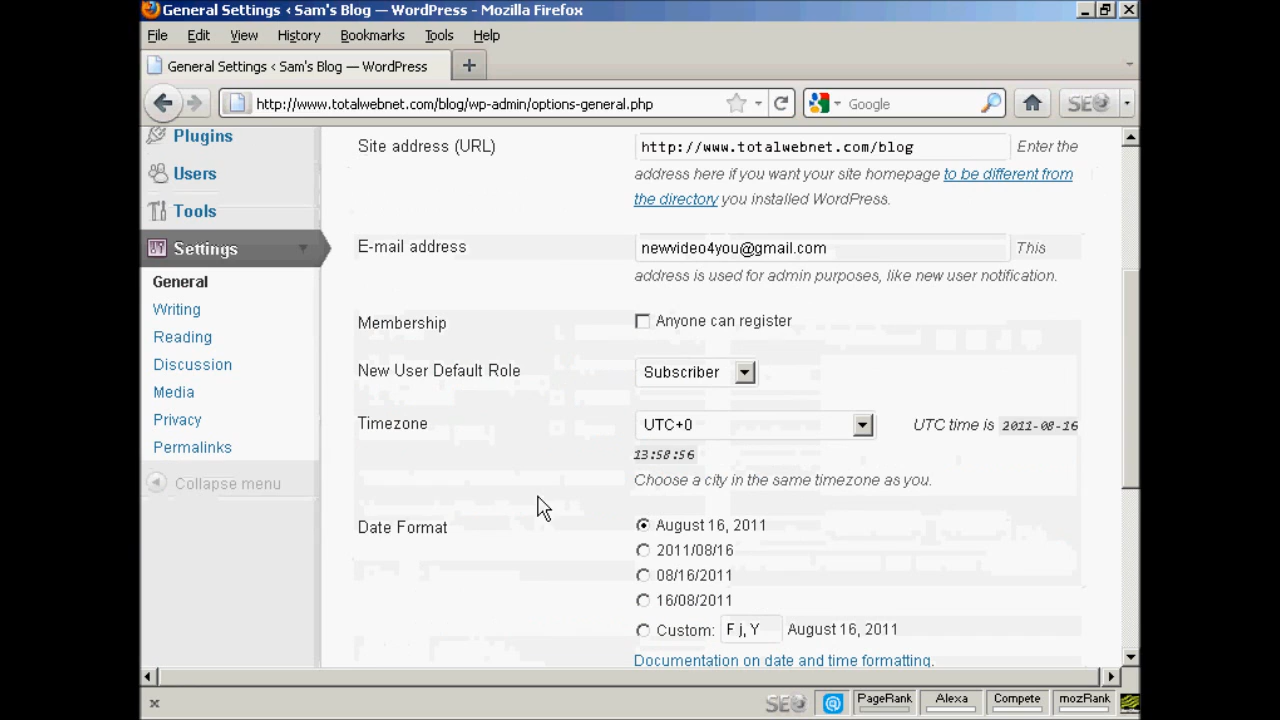 General Settings ‹ Sam's Blog — WordPress - Mozilla Firefox
File Edit View History Bookmarks Tools Help
General Settings ‹ Sam's Blog — WordPress
http://www.totalwebnet.com/blog/wp-admin/options-general.php Google SEO
Plugins
Users
Tools
Settings
General
Writing
Reading
Discussion
Media
Privacy
Permalinks
Collapse menu
Site address (URL) http://www.totalwebnet.com/blog Enter the
address here if you want your site homepage to be different from
the directory you installed WordPress.
E-mail address newvideo4you@gmail.com This
address is used for admin purposes, like new user notification.
Membership Anyone can register
New User Default Role Subscriber
Timezone UTC+0 UTC time is 2011-08-16
13:58:56
Choose a city in the same timezone as you.
Date Format August 16, 2011
2011/08/16
08/16/2011
16/08/2011
Custom: F j, Y August 16, 2011
Documentation on date and time formatting.
x SEO PageRank Alexa Compete mozRank